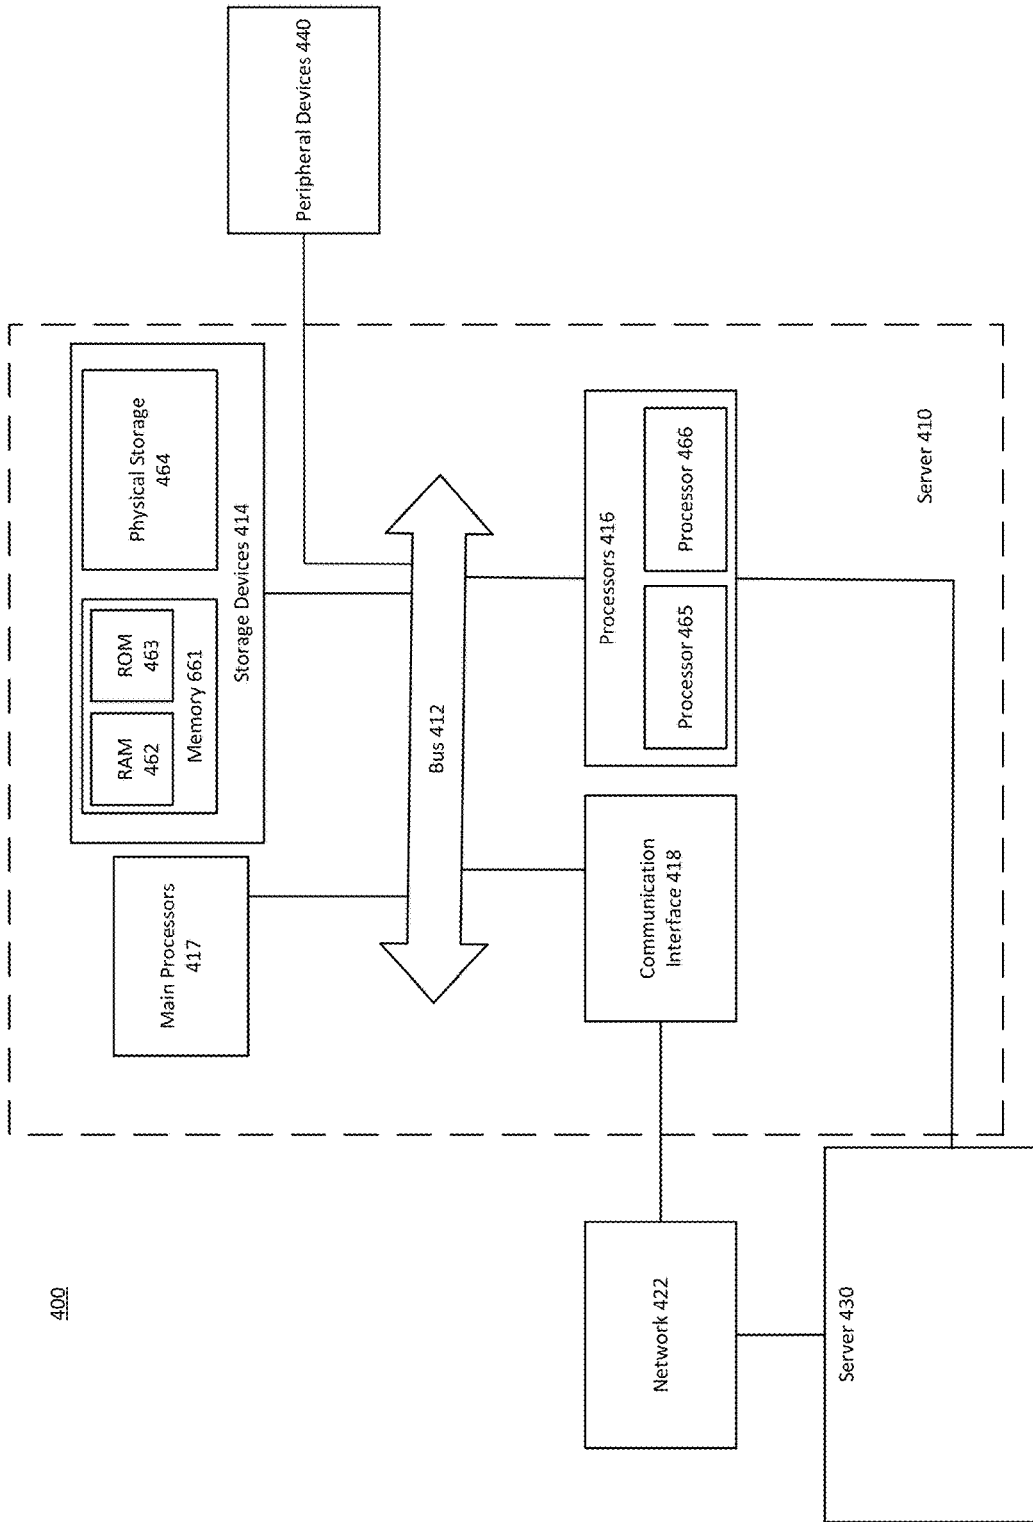 400
Main Processors
417
RAM
462
ROM
463
Memory 661
Physical Storage
464
Storage Devices 414
Peripheral Devices 440
Bus 412
Network 422
Communication
Interface 418
Processors 416
Processor 465
Processor 466
Server 430
Server 410